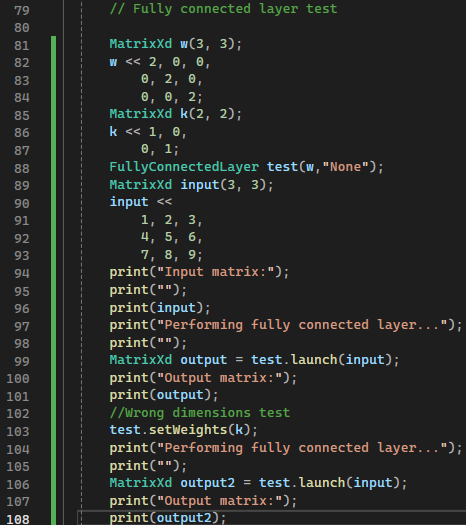 79 // Fully connected layer test
80
81 MatrixXd w(3, 3);
82 w << 2, 0, 0,
83 0, 2, 0,
84 0, 0, 2;
85 MatrixXd k(2, 2);
86 k << 1, 0,
87 0, 1;
88 FullyConnectedLayer test(w,"None");
89 MatrixXd input(3, 3);
90 input <<
91 1, 2, 3,
92 4, 5, 6,
93 7, 8, 9;
94 print("Input matrix:");
95 print("");
96 print(input);
97 print("Performing fully connected layer...");
98 print("");
99 MatrixXd output = test.launch(input);
100 print("Output matrix:");
101 print(output);
102 //Wrong dimensions test
103 test.setWeights(k);
104 print("Performing fully connected layer...");
105 print("");
106 MatrixXd output2 = test.launch(input);
107 print("Output matrix:");
108 print(output2);